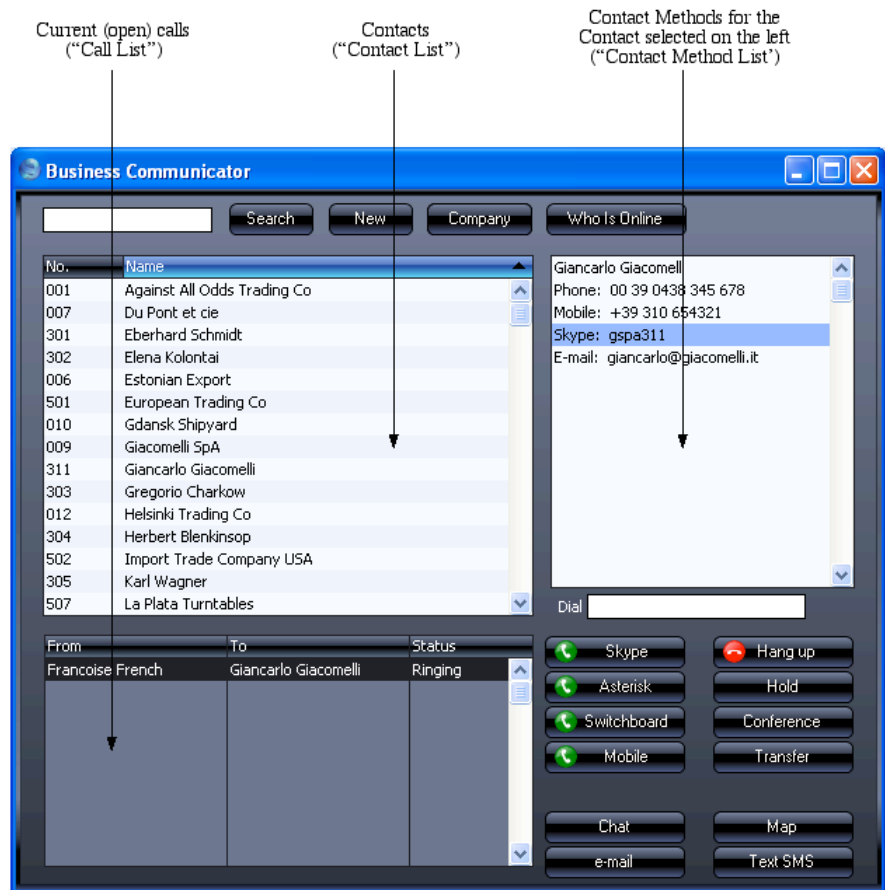 Current (open) calls
(“Call List”)
Contacts
(“Contact List”)
Contact Methods for the
Contact selected on the left
(“Contact Method List’)
Business Communicator
Search
New
Company
Who Is Online
No.
Name
001 Against All Odds Trading Co
007 Du Pont et cie
301 Eberhard Schmidt
302 Elena Kolontai
006 Estonian Export
501 European Trading Co
010 Gdansk Shipyard
009 Giacomelli SpA
311 Giancarlo Giacomelli
303 Gregorio Charkow
012 Helsinki Trading Co
304 Herbert Blenkinsop
502 Import Trade Company USA
305 Karl Wagner
507 La Plata Turntables
Giancarlo Giacomell
Phone: 00 39 0438 345 678
Mobile: +39 310 654321
Skype: gspa311
E-mail: giancarlo@giacomelli.it
Dial
From
To
Status
Francoise French
Giancarlo Giacomelli
Ringing
Skype
Hang up
Asterisk
Hold
Switchboard
Conference
Mobile
Transfer
Chat
Map
e-mail
Text SMS